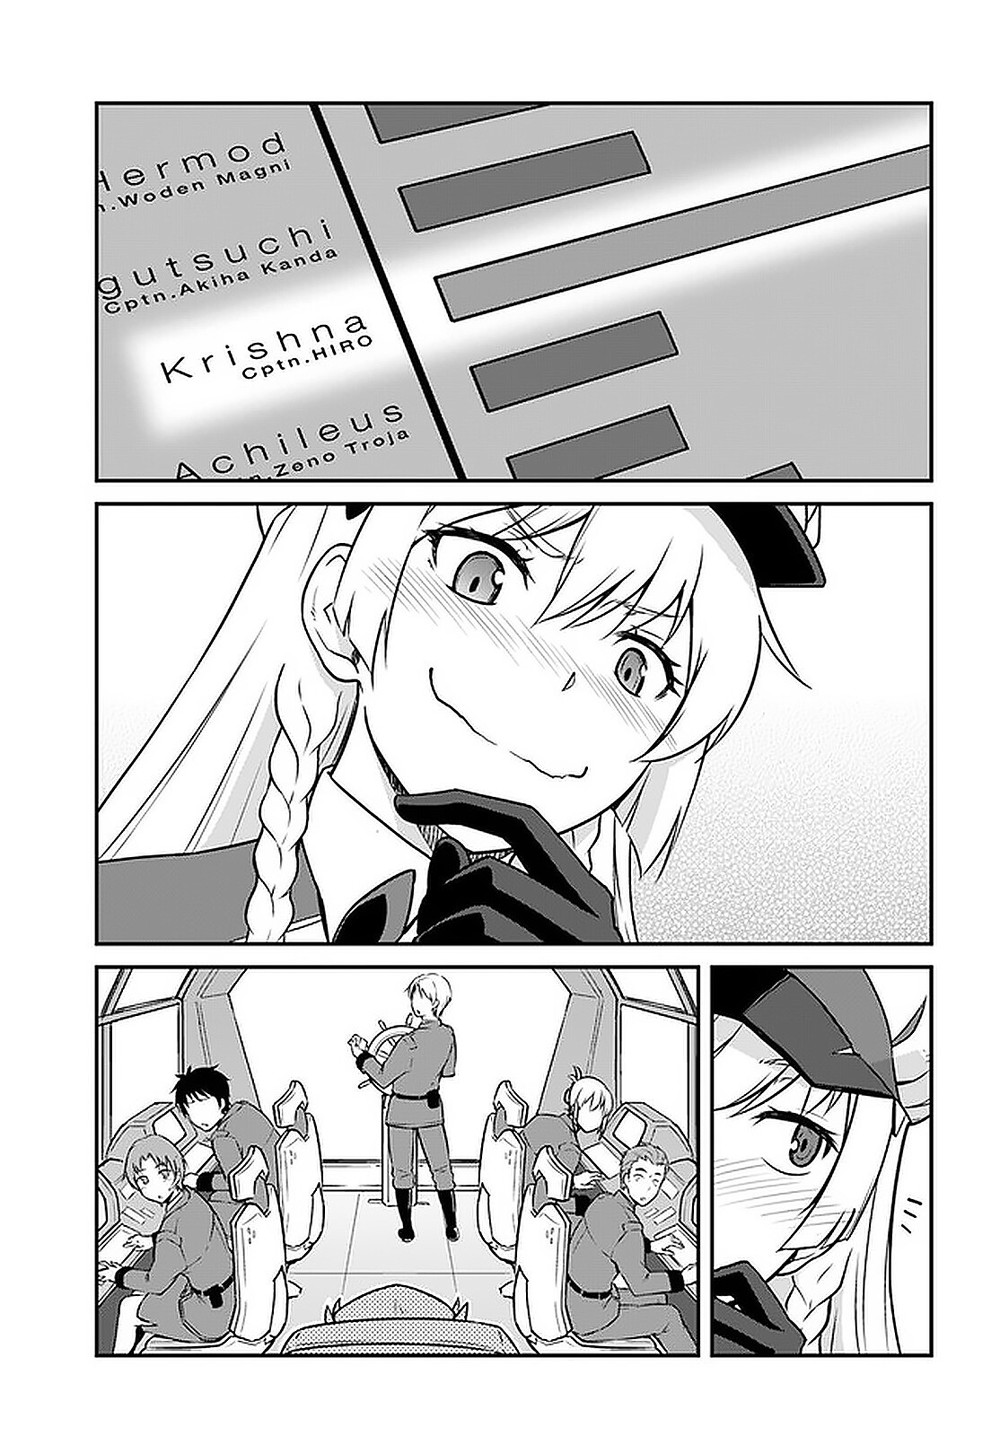 Hermod
n.Woden Magni
gutsuchi
Cptn.Akiha Kanda
Krishna
Cptn.HIRO
Achileus
n.Zeno Troja